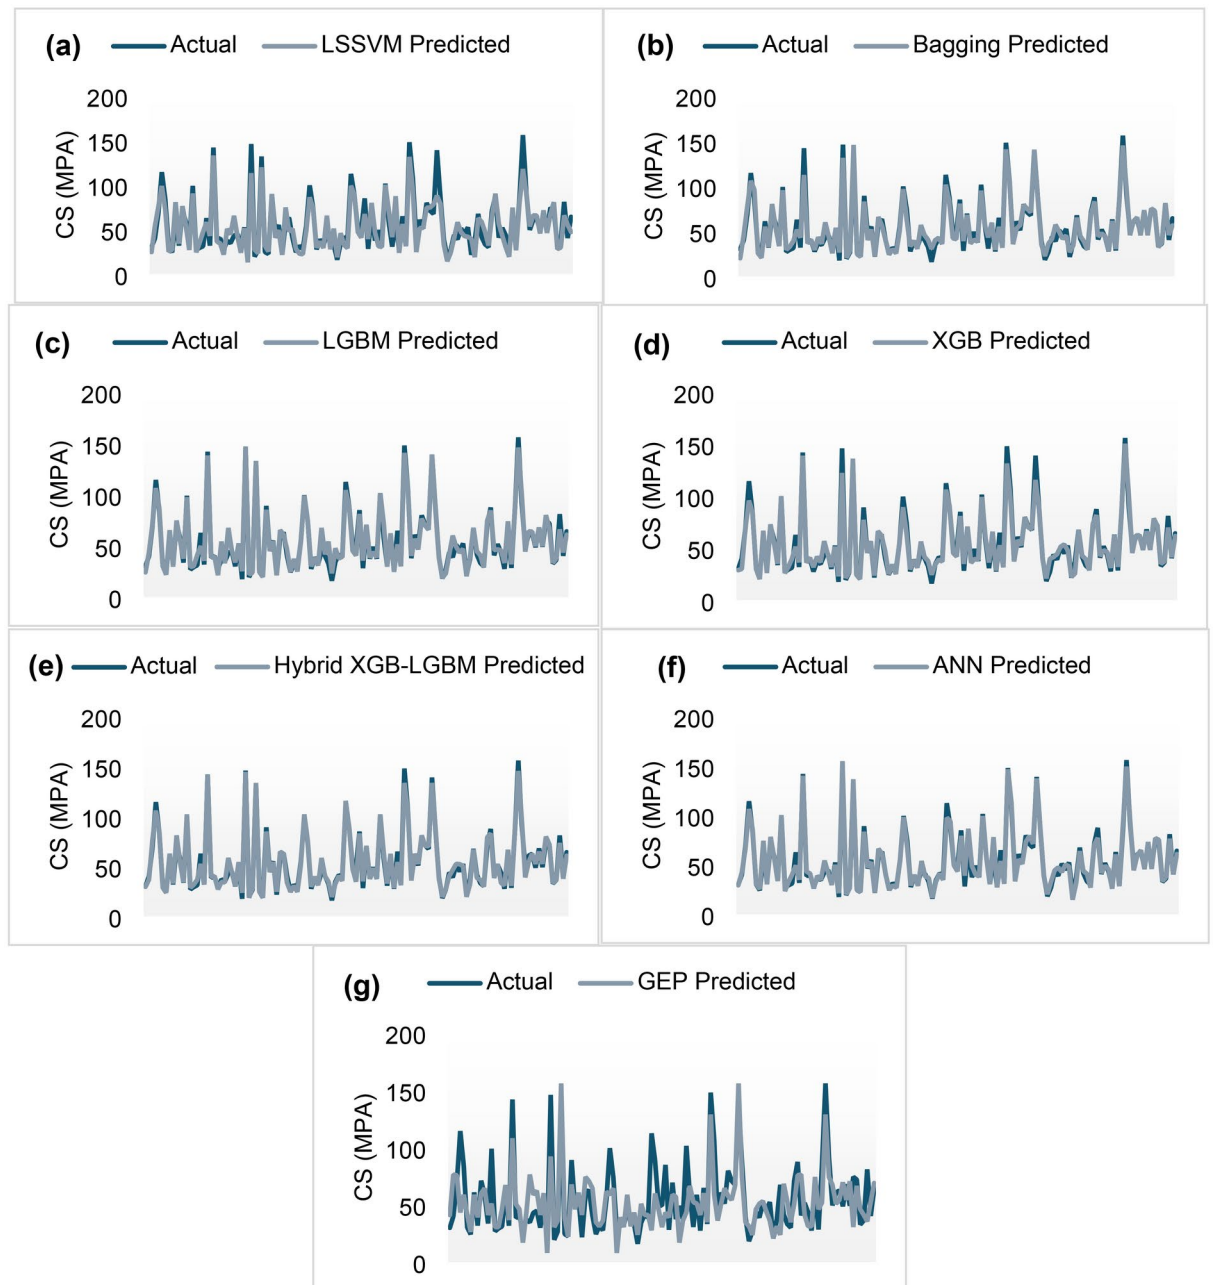 (a) Actual LSSVM Predicted
200
150
100
50
0
CS (MPA)
(b) Actual Bagging Predicted
200
150
100
50
0
CS (MPA)
(c) Actual LGBM Predicted
200
150
100
50
0
CS (MPA)
(d) Actual XGB Predicted
200
150
100
50
0
CS (MPA)
(e) Actual Hybrid XGB-LGBM Predicted
200
150
100
50
0
CS (MPA)
(f) Actual ANN Predicted
200
150
100
50
0
CS (MPA)
(g) Actual GEP Predicted
200
150
100
50
0
CS (MPA)